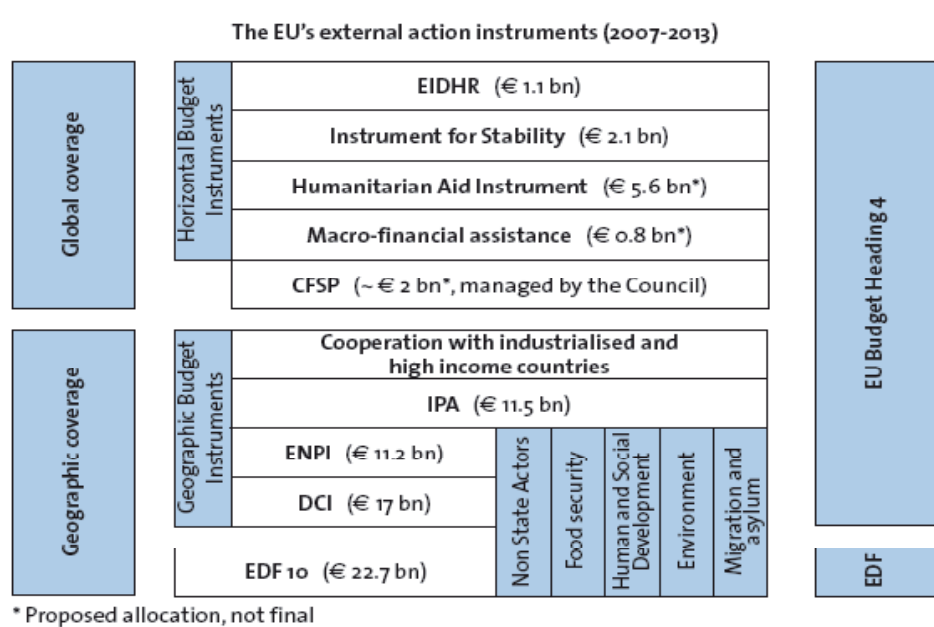 The EU's external action instruments (2007-2013)
Global coverage
Horizontal Budget
Instruments
EIDHR (€ 1.1 bn)
Instrument for Stability (€ 2.1 bn)
Humanitarian Aid Instrument (€ 5.6 bn*)
Macro-financial assistance (€ 0.8 bn*)
CFSP (~ € 2 bn*, managed by the Council)
EU Budget Heading 4
Geographic coverage
Geographic Budget
Instruments
Cooperation with industrialised and
high income countries
IPA (€ 11.5 bn)
ENPI (€ 11.2 bn)
DCI (€ 17 bn)
EDF 10 (€ 22.7 bn)
Non State Actors
Food security
Human and Social
Development
Environment
Migration and
asylum
EDF
* Proposed allocation, not final